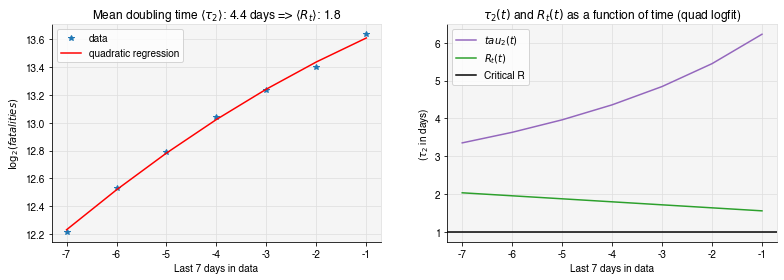 Mean doubling time ⟨τ₂⟩: 4.4 days => ⟨Rₜ⟩: 1.8
data
quadratic regression
log₂(fatalities)
13.6
13.4
13.2
13.0
12.8
12.6
12.4
12.2
-7 -6 -5 -4 -3 -2 -1
Last 7 days in data
τ₂(t) and Rₜ(t) as a function of time (quad logfit)
tau₂(t)
Rₜ(t)
Critical R
(τ₂ in days)
6
5
4
3
2
1
-7 -6 -5 -4 -3 -2 -1
Last 7 days in data